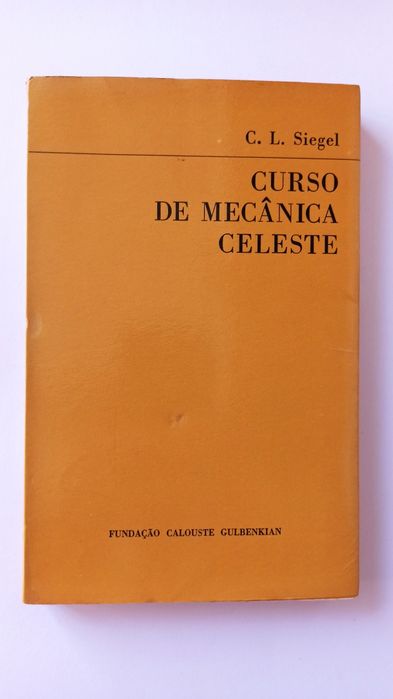 C. L. Siegel
CURSO
DE MECÂNICA
CELESTE
FUNDAÇÃO CALOUSTE GULBENKIAN